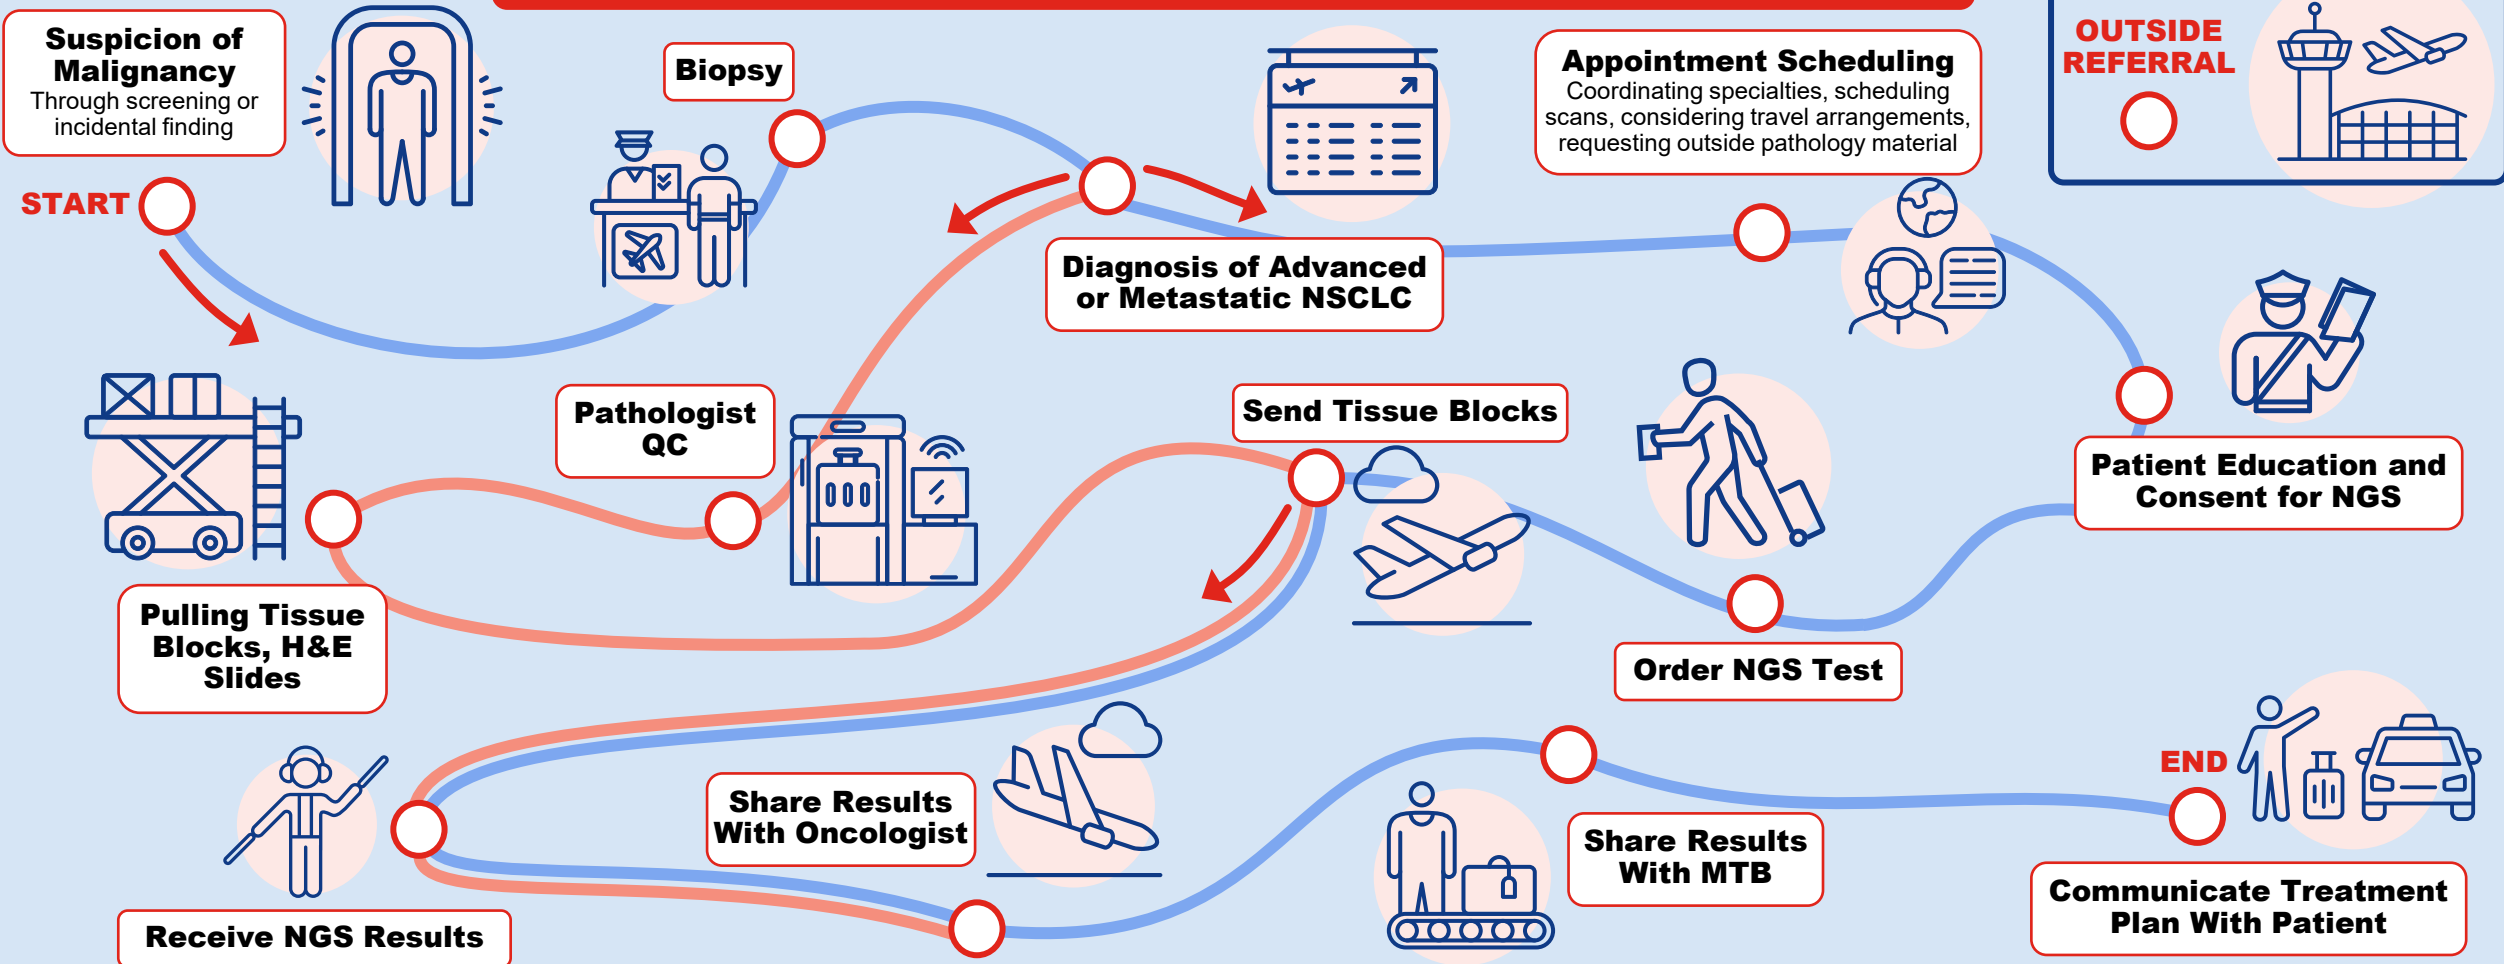 Suspicion of
Malignancy
Through screening or
incidental finding
START
Biopsy
Appointment Scheduling
Coordinating specialties, scheduling
scans, considering travel arrangements,
requesting outside pathology material
OUTSIDE
REFERRAL
Diagnosis of Advanced
or Metastatic NSCLC
Pathologist
QC
Send Tissue Blocks
Patient Education and
Consent for NGS
Pulling Tissue
Blocks, H&E
Slides
Order NGS Test
Receive NGS Results
Share Results
With Oncologist
Share Results
With MTB
END
Communicate Treatment
Plan With Patient